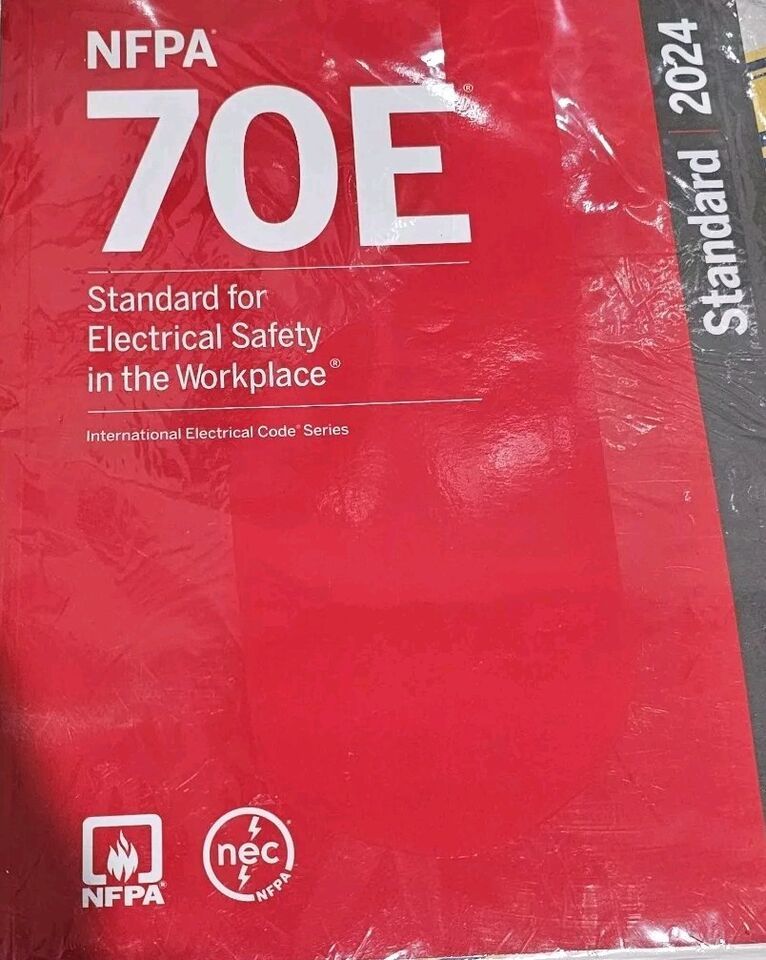 NFPA®
70E®
Standard for
Electrical Safety
in the Workplace®
International Electrical Code® Series
Standard | 2024
NFPA®
nec®
NFPA